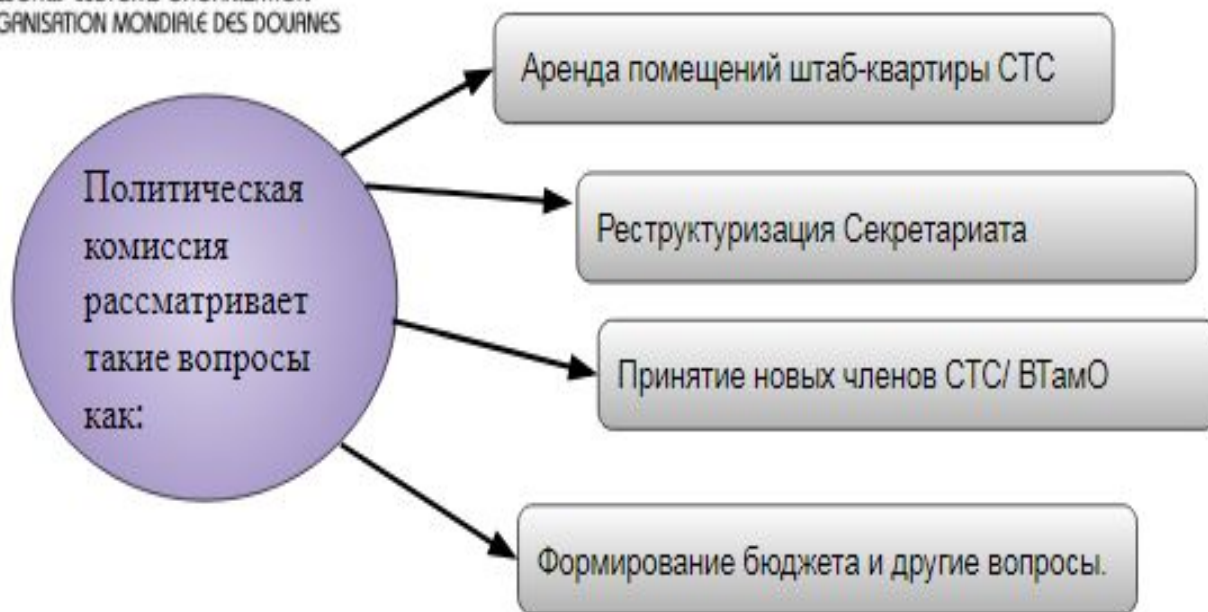 ORGANISATION MONDIALE DES DOUANES
Политическая
комиссия
рассматривает
такие вопросы
как:
Аренда помещений штаб-квартиры СТС
Реструктуризация Секретариата
Принятие новых членов СТС/ ВТамО
Формирование бюджета и другие вопросы.